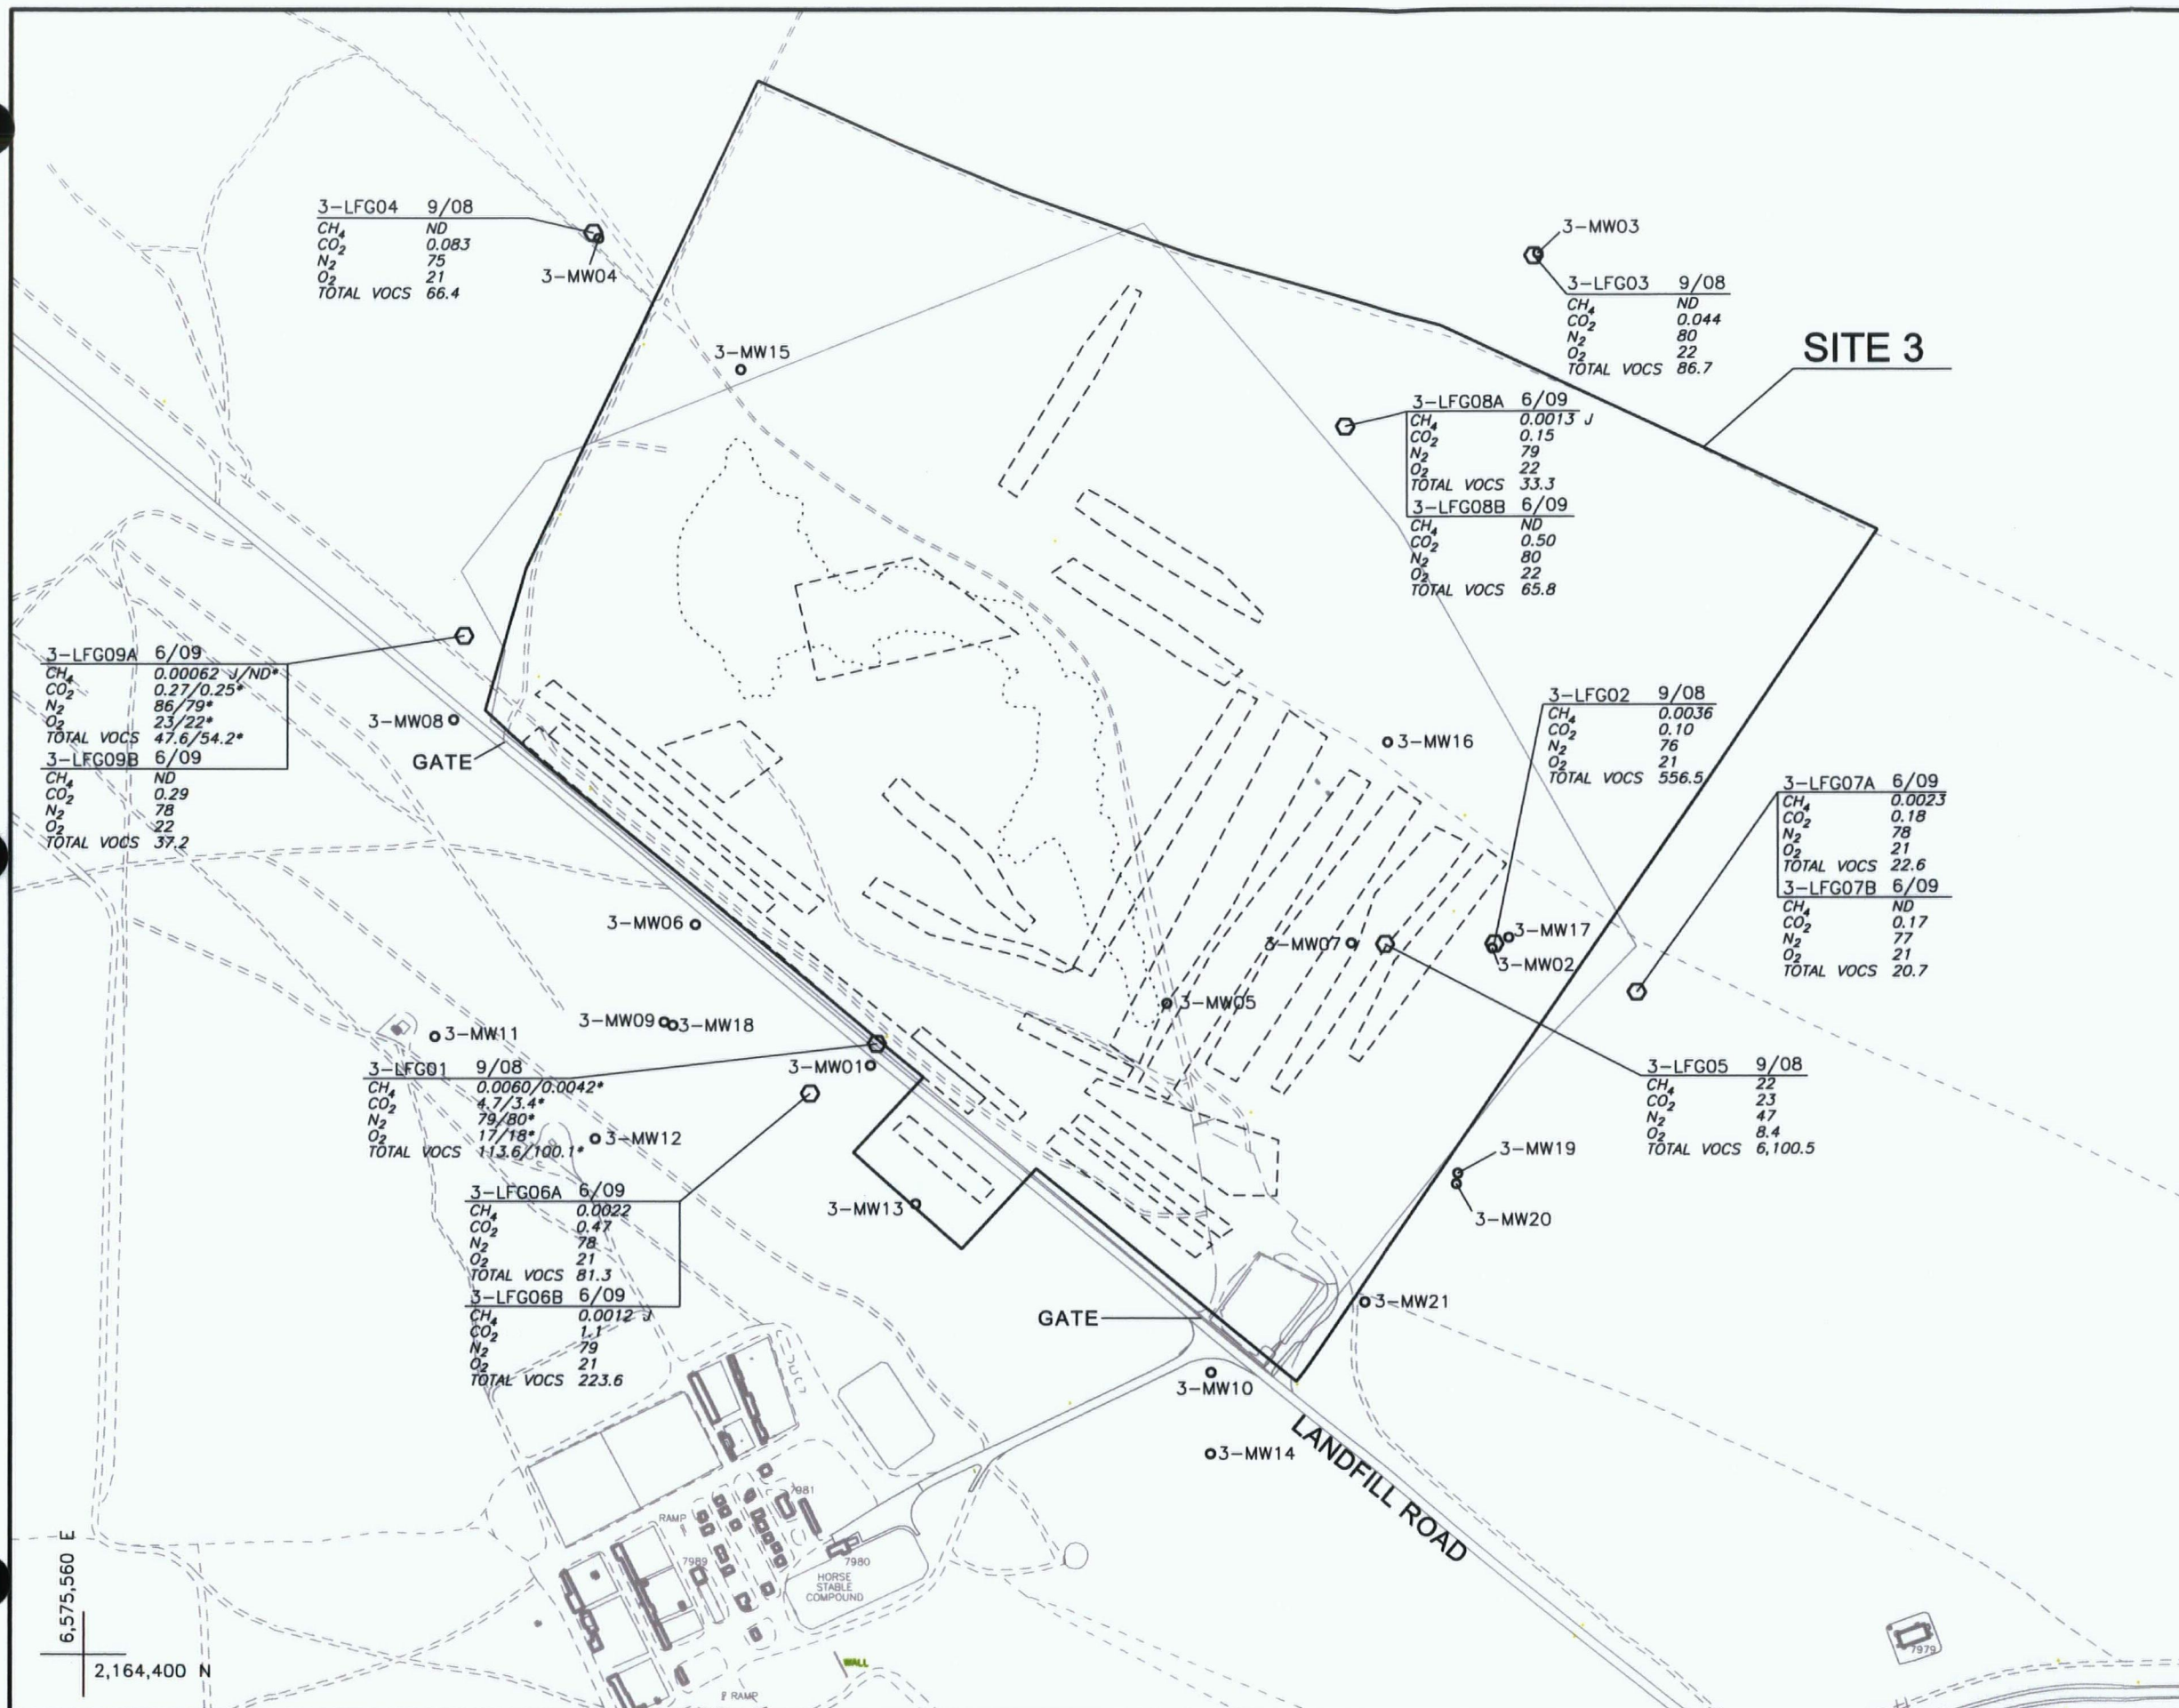 3-LFG04 9/08
CH4 ND
CO2 0.083
N2 75
O2 21
TOTAL VOCS 66.4
3-MW04
3-MW03
3-LFG03 9/08
CH4 ND
CO2 0.044
N2 80
O2 22
TOTAL VOCS 86.7
SITE 3
3-MW15
3-LFG08A 6/09
CH4 0.0013 J
CO2 0.15
N2 79
O2 22
TOTAL VOCS 33.3
3-LFG08B 6/09
CH4 ND
CO2 0.50
N2 80
O2 22
TOTAL VOCS 65.8
3-LFG09A 6/09
CH4 0.00062 J/ND*
CO2 0.27/0.25*
N2 86/79*
O2 23/22*
TOTAL VOCS 47.6/54.2*
3-LFG09B 6/09
CH4 ND
CO2 0.29
N2 78
O2 22
TOTAL VOCS 37.2
3-MW08
GATE
3-LFG02 9/08
CH4 0.0036
CO2 0.10
N2 76
O2 21
TOTAL VOCS 556.5
3-MW16
3-LFG07A 6/09
CH4 0.0023
CO2 0.18
N2 78
O2 21
TOTAL VOCS 22.6
3-LFG07B 6/09
CH4 ND
CO2 0.17
N2 77
O2 21
TOTAL VOCS 20.7
3-MW06
3-MW07
3-MW17
3-MW02
3-MW05
3-MW09
3-MW18
3-MW11
3-MW01
3-LFG01 9/08
CH4 0.0060/0.0042*
CO2 4.7/3.4*
N2 79/80*
O2 17/18*
TOTAL VOCS 113.6/100.1*
3-LFG05 9/08
CH4 22
CO2 23
N2 47
O2 8.4
TOTAL VOCS 6,100.5
3-MW12
3-MW19
3-MW20
3-LFG06A 6/09
CH4 0.0022
CO2 0.47
N2 78
O2 21
TOTAL VOCS 81.3
3-LFG06B 6/09
CH4 0.0012 J
CO2 1.1
N2 79
O2 21
TOTAL VOCS 223.6
3-MW13
3-MW21
GATE
3-MW10
3-MW14
LANDFILL ROAD
7981
RAMP
7989
7980
HORSE
STABLE
COMPOUND
6,575,560 E
2,164,400 N
WALL
RAMP
7979